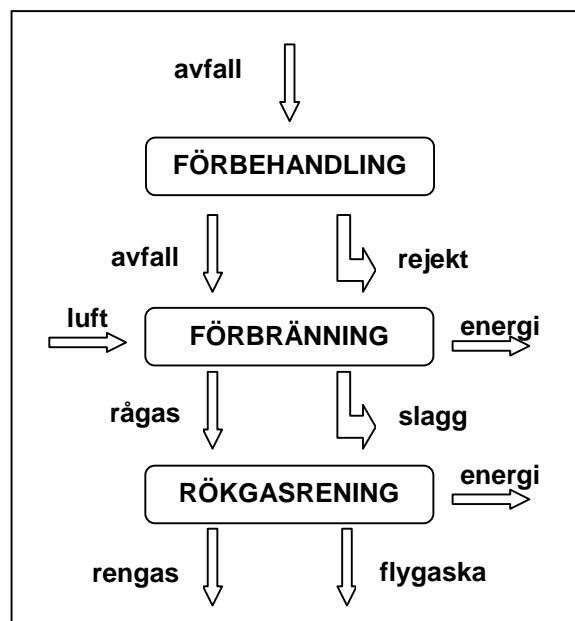 avfall
FÖRBEHANDLING
avfall
rejekt
luft
FÖRBRÄNNING
energi
rågas
slagg
RÖKGASRENING
energi
rengas
flygaska